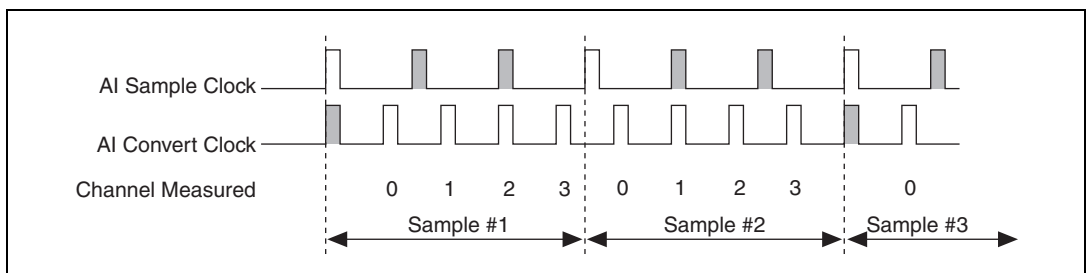 AI Sample Clock
AI Convert Clock
Channel Measured 0 1 2 3 0 1 2 3 0
Sample #1 Sample #2 Sample #3